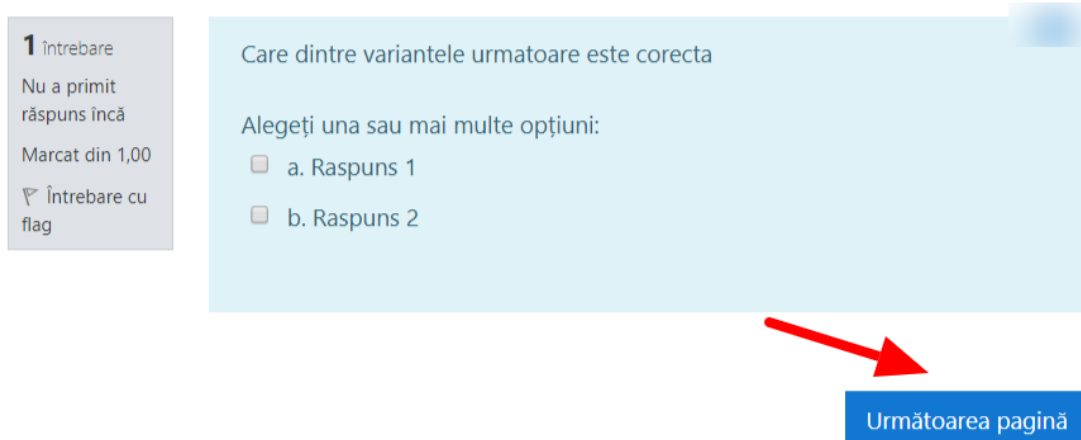 1 întrebare
Nu a primit
răspuns încă
Marcat din 1,00
Întrebare cu
flag
Care dintre variantele urmatoare este corecta
Alegeți una sau mai multe opțiuni:
a. Raspuns 1
b. Raspuns 2
Următoarea pagină